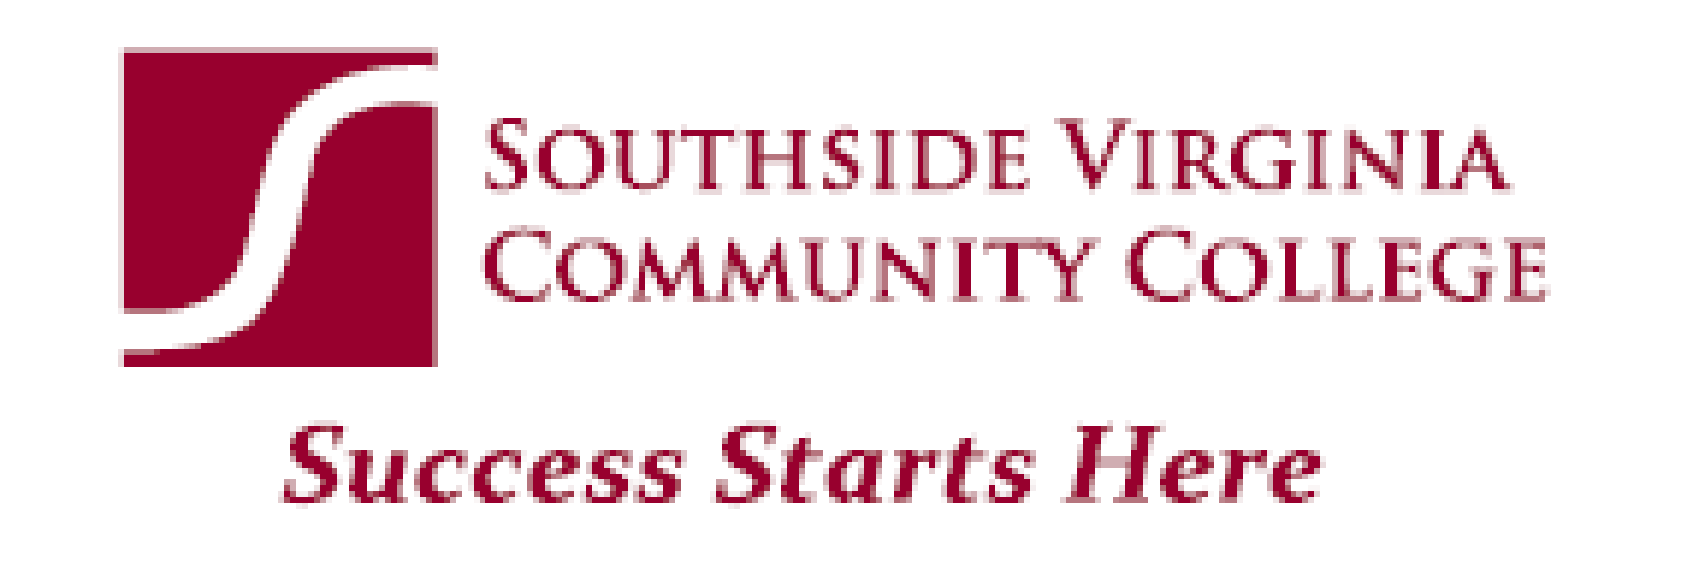 SOUTHSIDE VIRGINIA
COMMUNITY COLLEGE
Success Starts Here